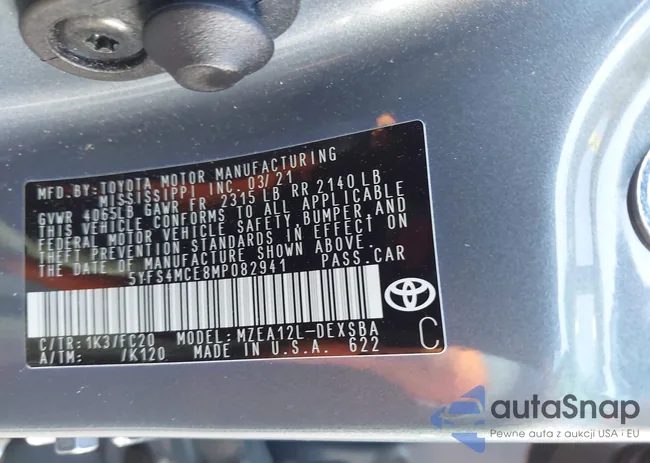 MFD.BY:TOYOTA MOTOR MANUFACTURING
MISSISSIPPI INC. 03/21
GVWR 4065LB GAWR FR 2315 LB RR 2140 LB
THIS VEHICLE CONFORMS TO ALL APPLICABLE
FEDERAL MOTOR VEHICLE SAFETY, BUMPER, AND
THEFT PREVENTION STANDARDS IN EFFECT ON
THE DATE OF MANUFACTURE SHOWN ABOVE.
5YFS4MCE8MP082941 PASS.CAR
C/TR: 1K3/FC20 MODEL: MZEA12L-DEXSBA
A/TM: /K120 MADE IN U.S.A. 622
C
autaSnap
Pewne auta z aukcji USA i EU